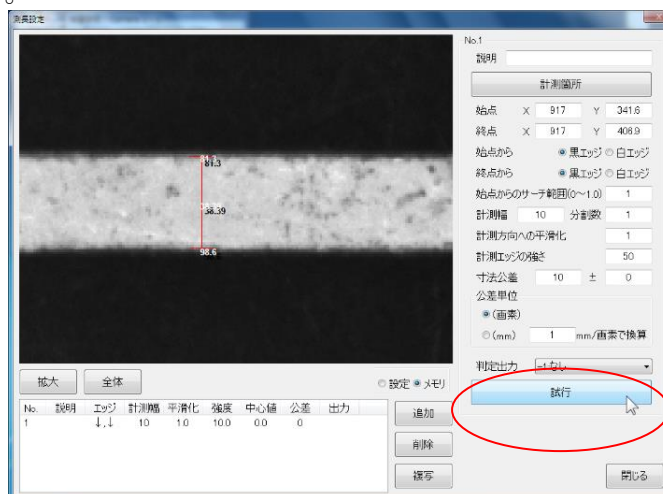 測長設定
No.1
説明
計測箇所
始点 X 917 Y 341.6
終点 X 917 Y 406.9
始点から 黒エッジ 白エッジ
終点から 黒エッジ 白エッジ
始点からのサーチ範囲(0～1.0) 1
計測幅 10 分割数 1
計測方向への平滑化 1
計測エッジの強さ 50
寸法公差 10 ± 0
公差単位
(画素)
(mm) 1 mm/画素で換算
判定出力 -1.なし
試行
81.3
38.39
98.6
拡大 全体 設定 メモリ
No. 説明 エッジ 計測幅 平滑化 強度 中心値 公差 出力
1 ↓,↓ 10 1.0 10.0 0.0 0
追加
削除
複写
閉じる